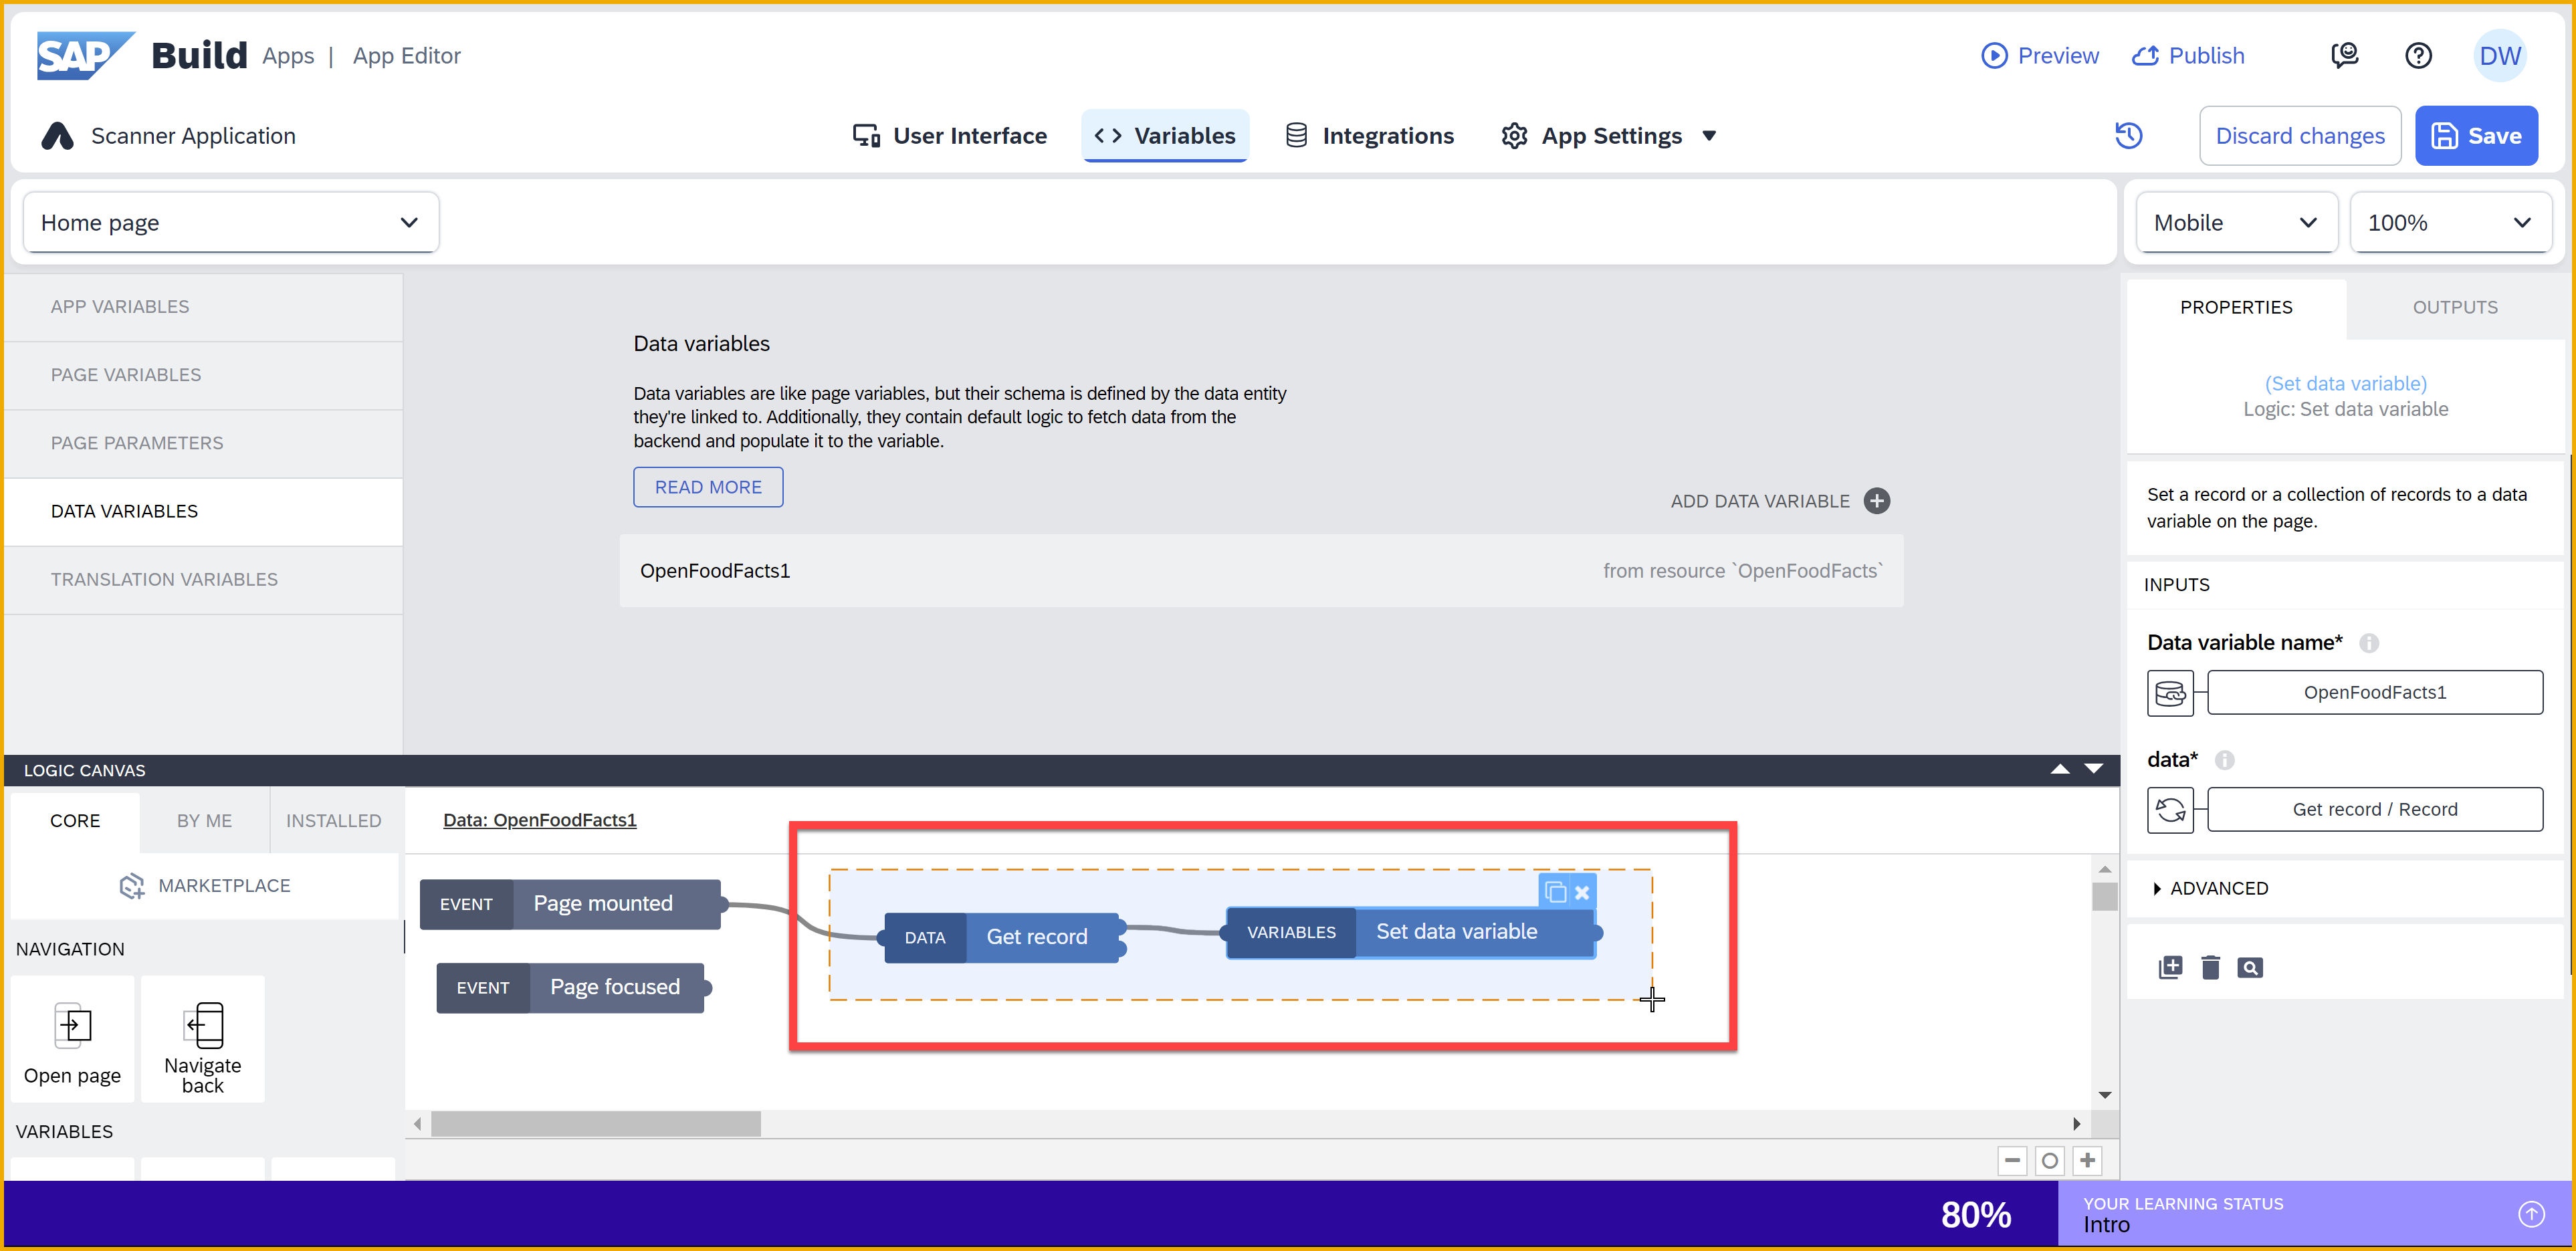 SAP Build Apps | App Editor
Preview
Publish
DW
Scanner Application
User Interface
Variables
Integrations
App Settings
Discard changes
Save
Home page
Mobile
100%
APP VARIABLES
PAGE VARIABLES
PAGE PARAMETERS
DATA VARIABLES
TRANSLATION VARIABLES
Data variables
Data variables are like page variables, but their schema is defined by the data entity
they're linked to. Additionally, they contain default logic to fetch data from the
backend and populate it to the variable.
READ MORE
ADD DATA VARIABLE
OpenFoodFacts1
from resource `OpenFoodFacts`
PROPERTIES
OUTPUTS
(Set data variable)
Logic: Set data variable
Set a record or a collection of records to a data
variable on the page.
INPUTS
Data variable name*
OpenFoodFacts1
data*
Get record / Record
ADVANCED
LOGIC CANVAS
CORE
BY ME
INSTALLED
MARKETPLACE
NAVIGATION
Open page
Navigate
back
VARIABLES
Data: OpenFoodFacts1
EVENT Page mounted
EVENT Page focused
DATA Get record
VARIABLES Set data variable
80%
YOUR LEARNING STATUS
Intro